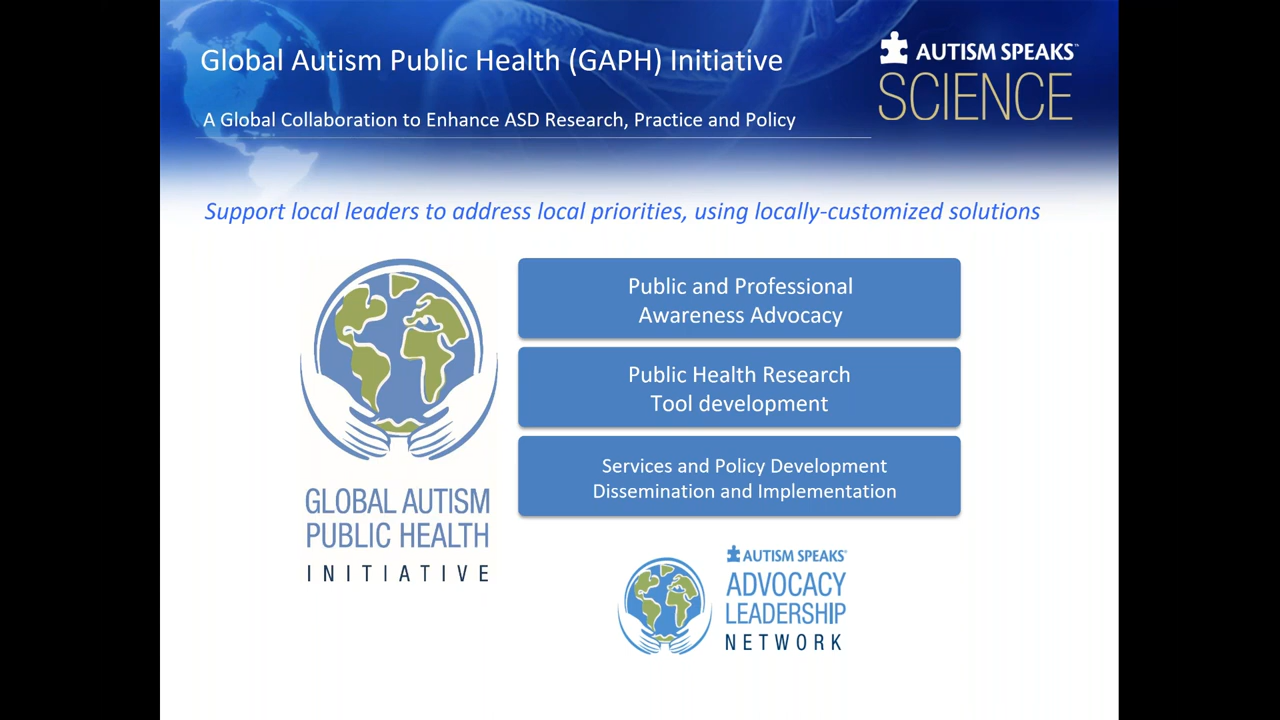 Global Autism Public Health (GAPH) Initiative
AUTISM SPEAKS™
SCIENCE
A Global Collaboration to Enhance ASD Research, Practice and Policy
Support local leaders to address local priorities, using locally-customized solutions
Public and Professional
Awareness Advocacy
Public Health Research
Tool development
Services and Policy Development
Dissemination and Implementation
GLOBAL AUTISM
PUBLIC HEALTH
INITIATIVE
AUTISM SPEAKS®
ADVOCACY
LEADERSHIP
NETWORK